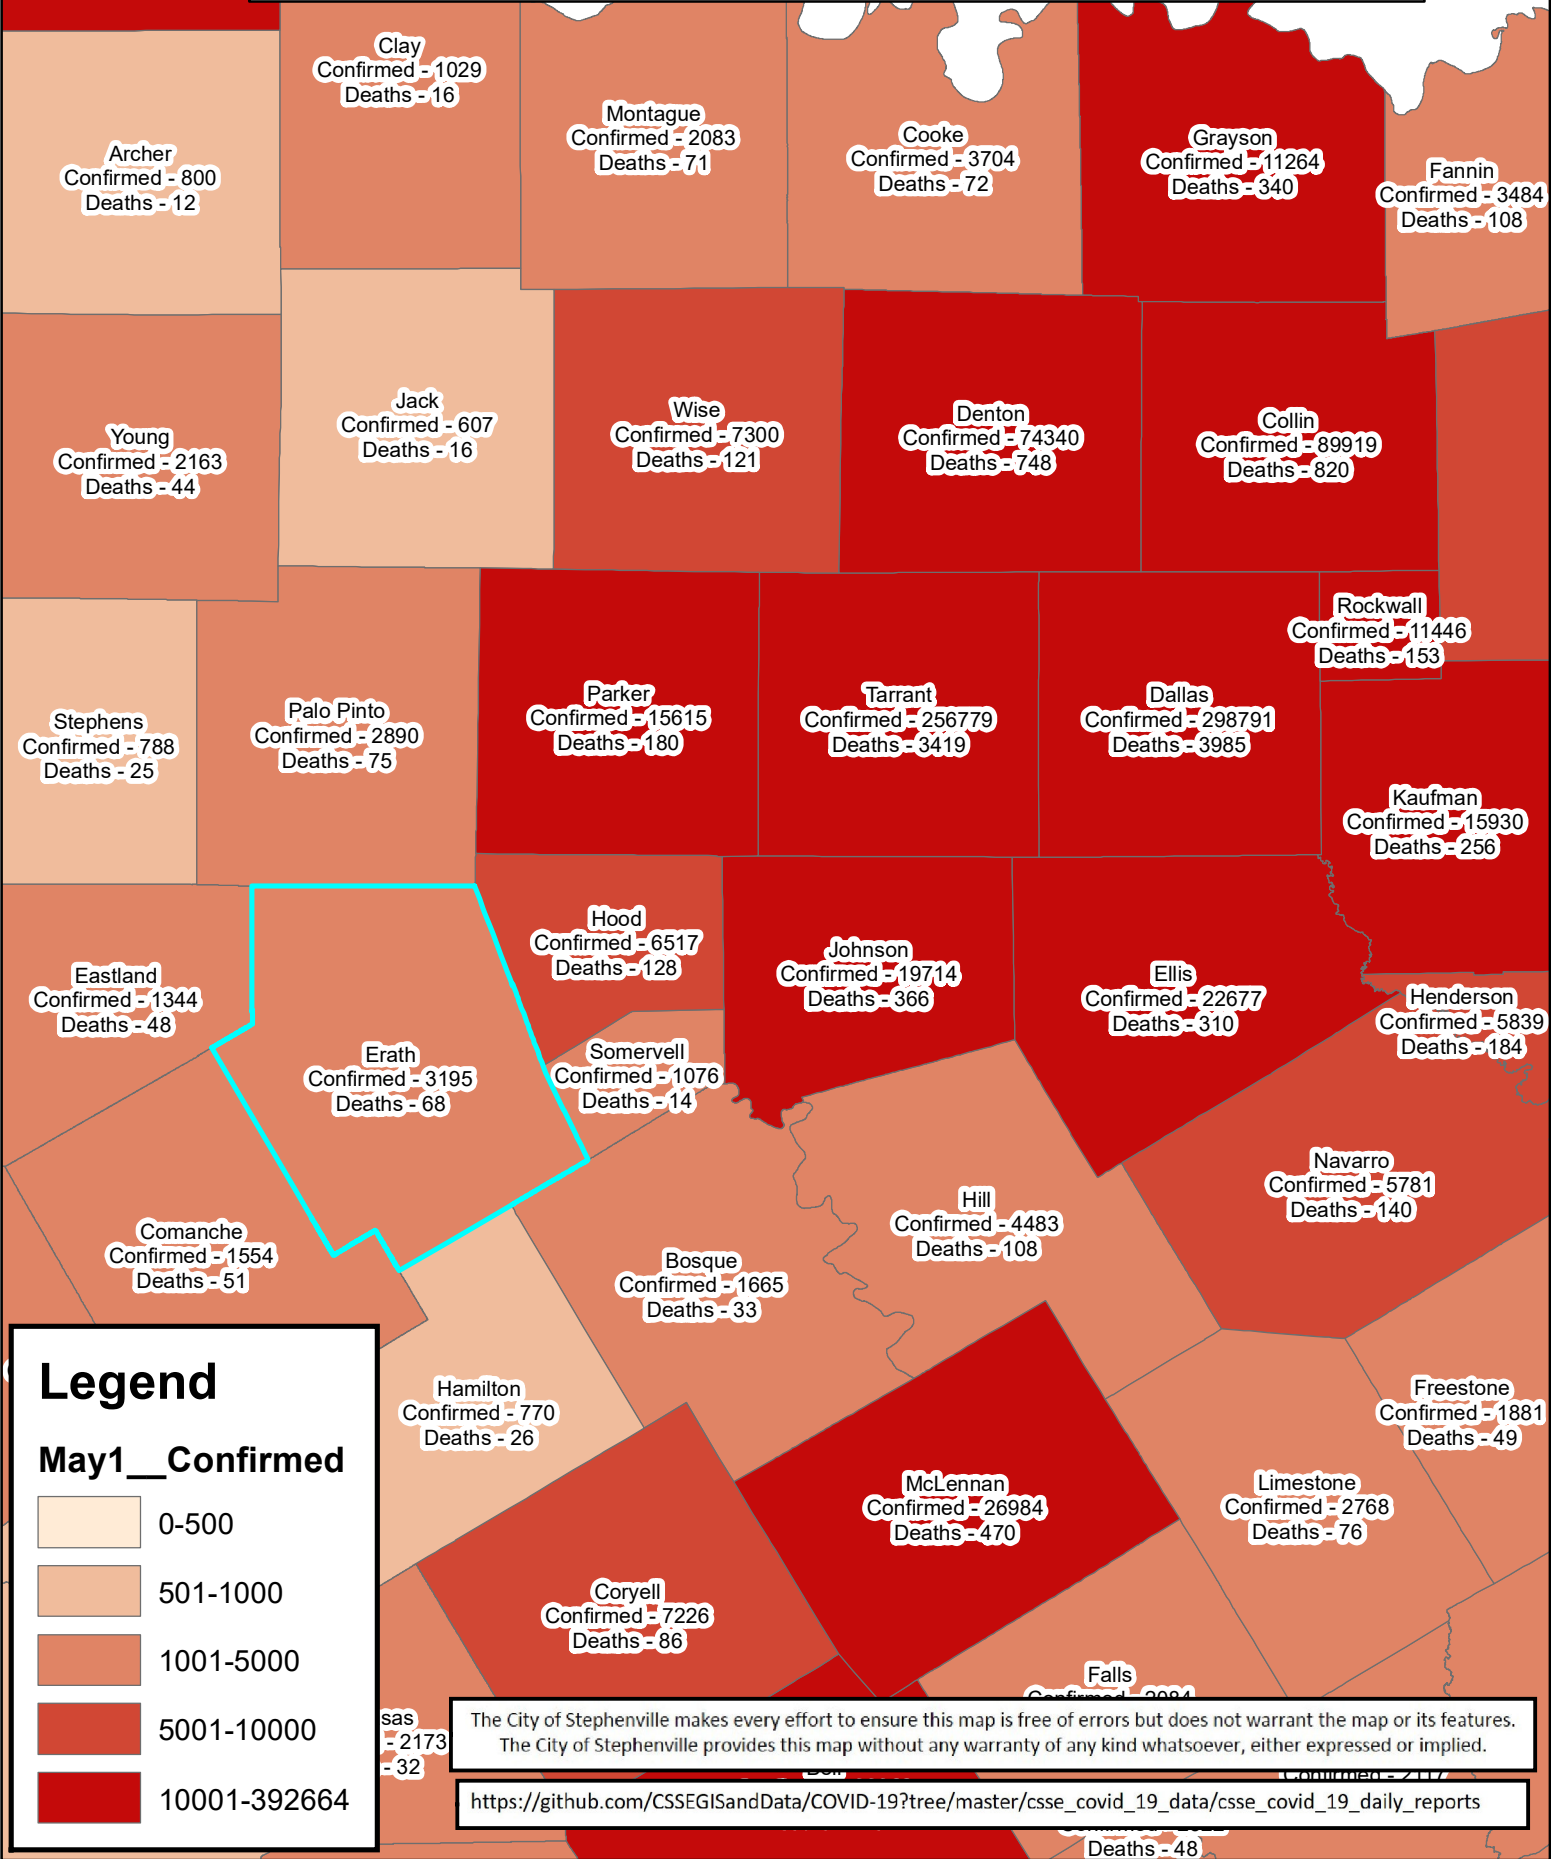 Clay
Confirmed - 1029
Deaths - 16
Montague
Confirmed - 2083
Deaths - 71
Cooke
Confirmed - 3704
Deaths - 72
Grayson
Confirmed - 11264
Deaths - 340
Archer
Confirmed - 800
Deaths - 12
Fannin
Confirmed - 3484
Deaths - 108
Young
Confirmed - 2163
Deaths - 44
Jack
Confirmed - 607
Deaths - 16
Wise
Confirmed - 7300
Deaths - 121
Denton
Confirmed - 74340
Deaths - 748
Collin
Confirmed - 89919
Deaths - 820
Rockwall
Confirmed - 11446
Deaths - 153
Stephens
Confirmed - 788
Deaths - 25
Palo Pinto
Confirmed - 2890
Deaths - 75
Parker
Confirmed - 15615
Deaths - 180
Tarrant
Confirmed - 256779
Deaths - 3419
Dallas
Confirmed - 298791
Deaths - 3985
Kaufman
Confirmed - 15930
Deaths - 256
Eastland
Confirmed - 1344
Deaths - 48
Hood
Confirmed - 6517
Deaths - 128
Johnson
Confirmed - 19714
Deaths - 366
Ellis
Confirmed - 22677
Deaths - 310
Henderson
Confirmed - 5839
Deaths - 184
Erath
Confirmed - 3195
Deaths - 68
Somervell
Confirmed - 1076
Deaths - 14
Navarro
Confirmed - 5781
Deaths - 140
Comanche
Confirmed - 1554
Deaths - 51
Bosque
Confirmed - 1665
Deaths - 33
Hill
Confirmed - 4483
Deaths - 108
Hamilton
Confirmed - 770
Deaths - 26
Freestone
Confirmed - 1881
Deaths - 49
McLennan
Confirmed - 26984
Deaths - 470
Limestone
Confirmed - 2768
Deaths - 76
Coryell
Confirmed - 7226
Deaths - 86
Falls
sas
- 2173
- 32
Deaths - 48
Legend
May1__Confirmed
0-500
501-1000
1001-5000
5001-10000
10001-392664
The City of Stephenville makes every effort to ensure this map is free of errors but does not warrant the map or its features.
The City of Stephenville provides this map without any warranty of any kind whatsoever, either expressed or implied.
https://github.com/CSSEGISandData/COVID-19?tree/master/csse_covid_19_data/csse_covid_19_daily_reports